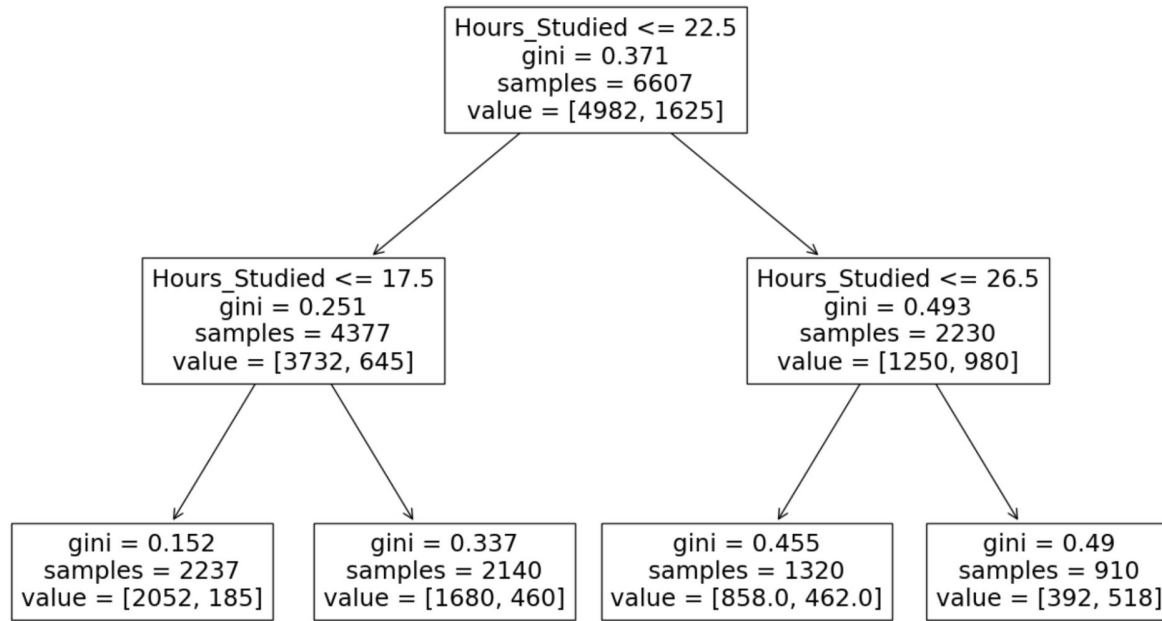 Hours_Studied <= 22.5
gini = 0.371
samples = 6607
value = [4982, 1625]
Hours_Studied <= 17.5
gini = 0.251
samples = 4377
value = [3732, 645]
Hours_Studied <= 26.5
gini = 0.493
samples = 2230
value = [1250, 980]
gini = 0.152
samples = 2237
value = [2052, 185]
gini = 0.337
samples = 2140
value = [1680, 460]
gini = 0.455
samples = 1320
value = [858.0, 462.0]
gini = 0.49
samples = 910
value = [392, 518]